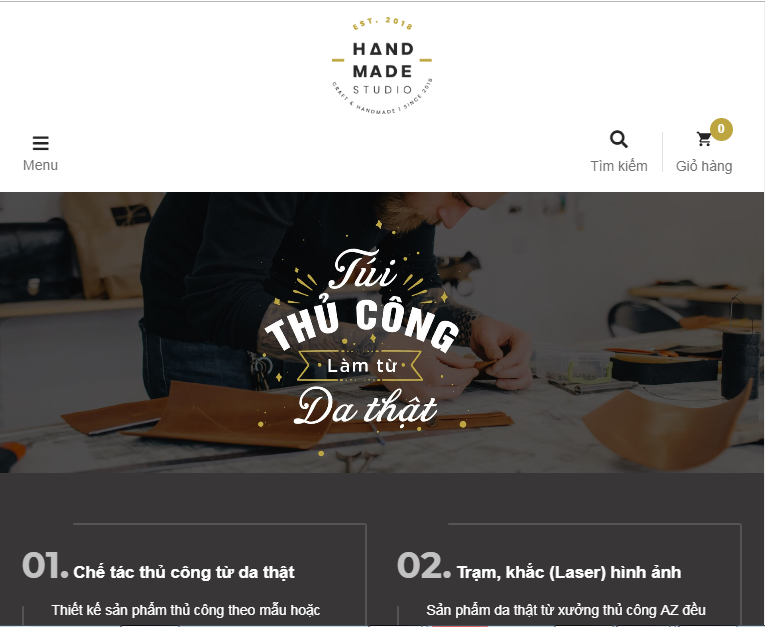 EST. 2018
HAND
MADE
STUDIO
CRAFT & HANDMADE | SINCE 2018
Menu
Tìm kiếm
0
Giỏ hàng
Túi
THỦ CÔNG
Làm từ
Da thật
01. Chế tác thủ công từ da thật
Thiết kế sản phẩm thủ công theo mẫu hoặc
02. Trạm, khắc (Laser) hình ảnh
Sản phẩm da thật từ xưởng thủ công AZ đều